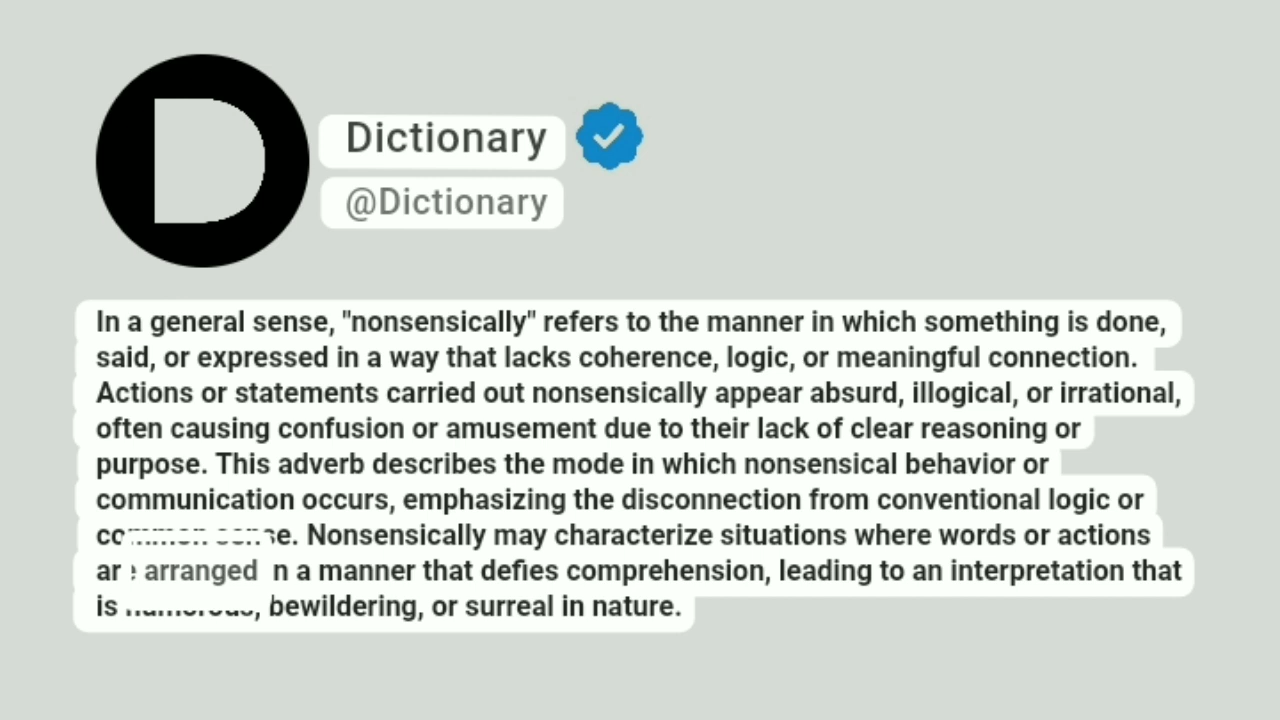 D
Dictionary
@Dictionary
In a general sense, "nonsensically" refers to the manner in which something is done,
said, or expressed in a way that lacks coherence, logic, or meaningful connection.
Actions or statements carried out nonsensically appear absurd, illogical, or irrational,
often causing confusion or amusement due to their lack of clear reasoning or
purpose. This adverb describes the mode in which nonsensical behavior or
communication occurs, emphasizing the disconnection from conventional logic or
common sense. Nonsensically may characterize situations where words or actions
are arranged in a manner that defies comprehension, leading to an interpretation that
is humorous, bewildering, or surreal in nature.